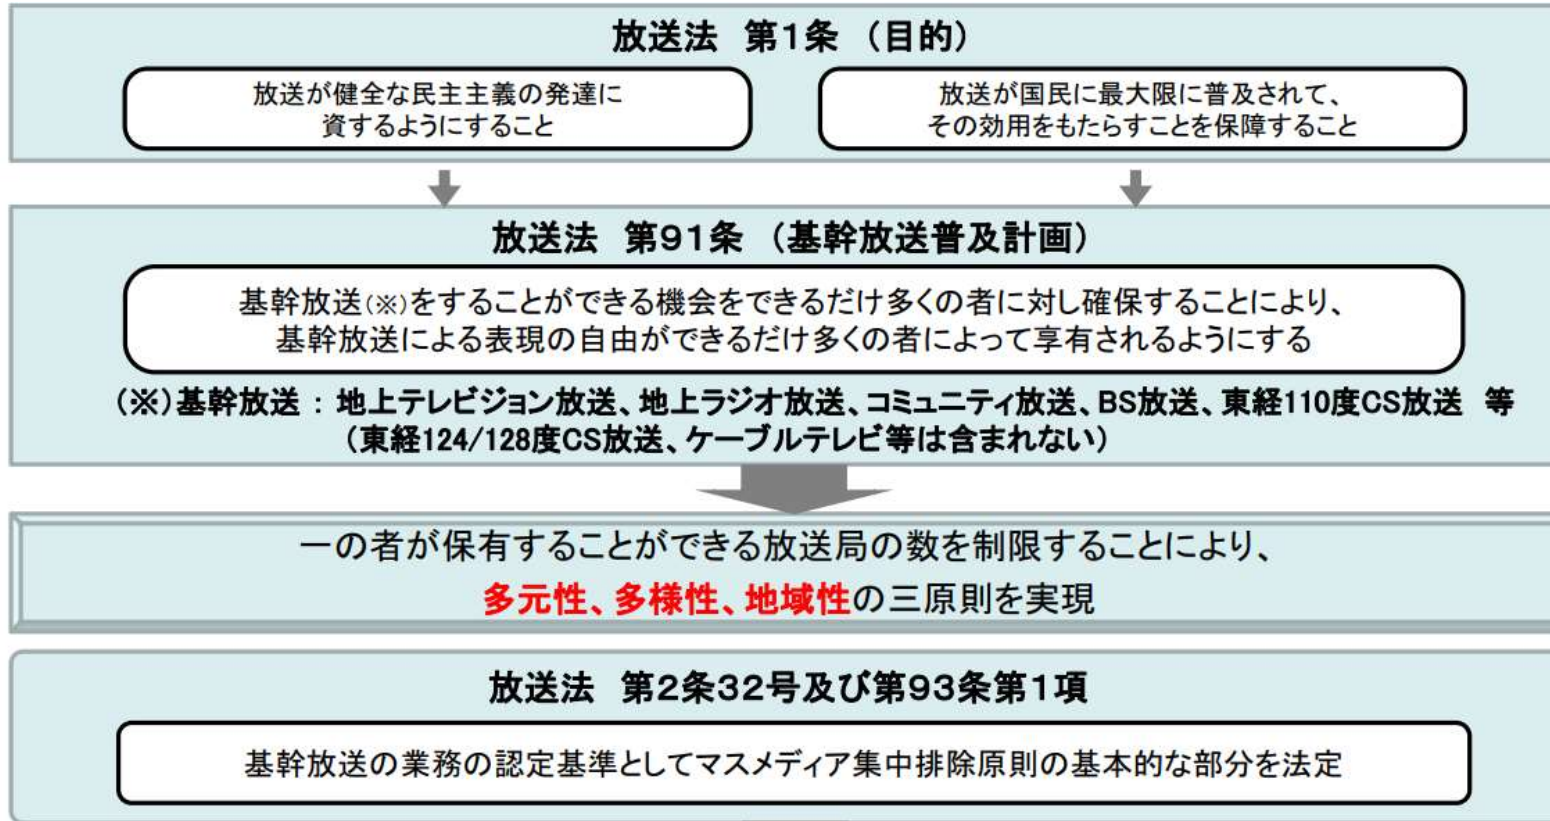 放送法　第1条　（目的）
放送が健全な民主主義の発達に
資するようにすること
放送が国民に最大限に普及されて、
その効用をもたらすことを保障すること
放送法　第91条　（基幹放送普及計画）
基幹放送（※）をすることができる機会をできるだけ多くの者に対し確保することにより、
基幹放送による表現の自由ができるだけ多くの者によって享有されるようにする
（※）基幹放送 ： 地上テレビジョン放送、地上ラジオ放送、コミュニティ放送、BS放送、東経110度CS放送　等
（東経124/128度CS放送、ケーブルテレビ等は含まれない）
一の者が保有することができる放送局の数を制限することにより、
多元性、多様性、地域性の三原則を実現
放送法　第2条32号及び第93条第1項
基幹放送の業務の認定基準としてマスメディア集中排除原則の基本的な部分を法定